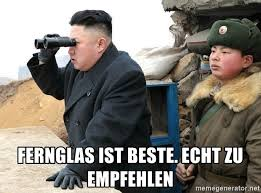 FERNGLAS IST BESTE. ECHT ZU
EMPFEHLEN
memegenerator.net